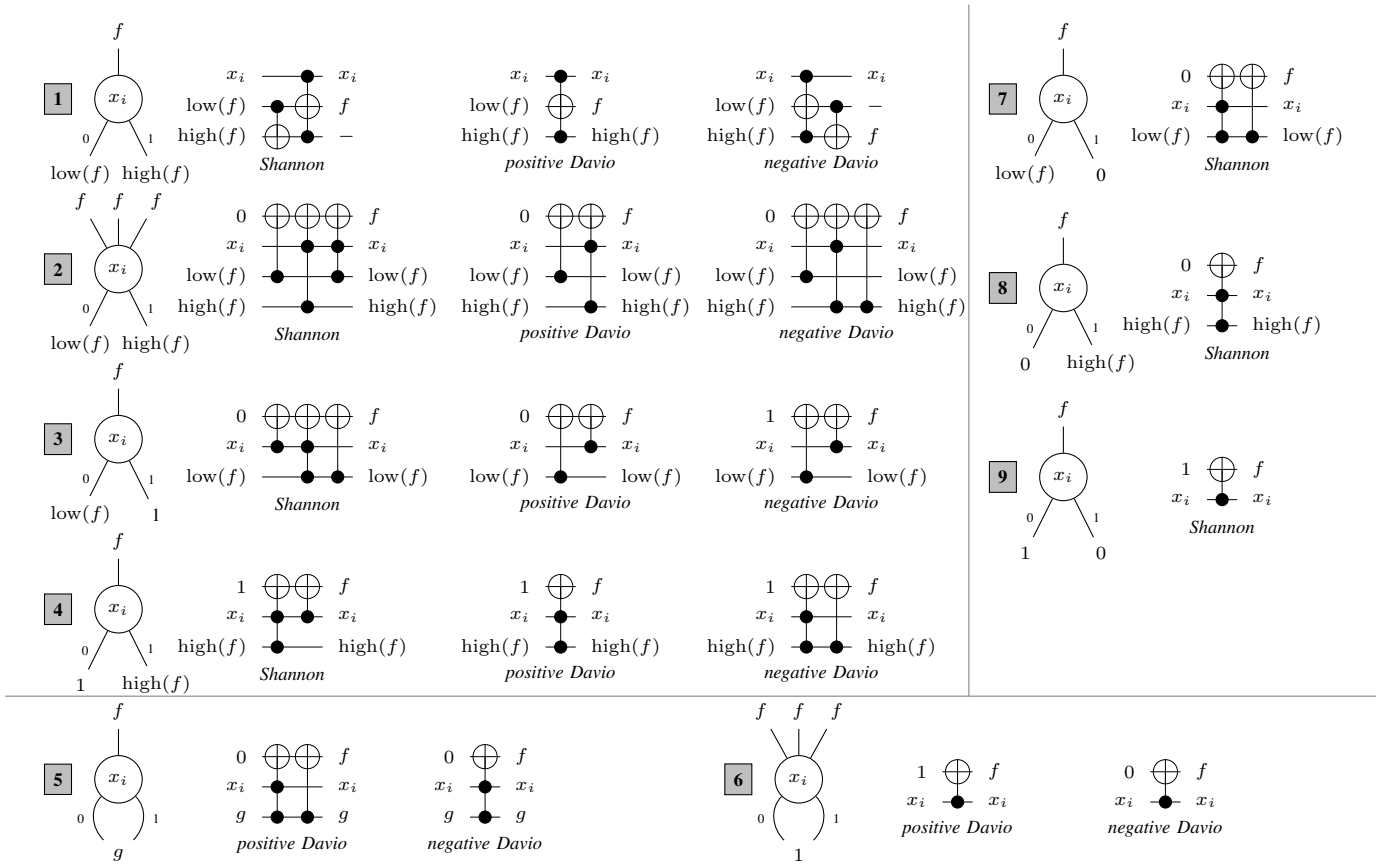 f
1
x_i
0
1
low(f) high(f)
x_i x_i
low(f) f
high(f) −
Shannon
x_i x_i
low(f) f
high(f) high(f)
positive Davio
x_i x_i
low(f) −
high(f) f
negative Davio
f f f
2
x_i
0
1
low(f) high(f)
0 f
x_i x_i
low(f) low(f)
high(f) high(f)
Shannon
0 f
x_i x_i
low(f) low(f)
high(f) high(f)
positive Davio
0 f
x_i x_i
low(f) low(f)
high(f) high(f)
negative Davio
f
3
x_i
0
1
low(f) 1
0 f
x_i x_i
low(f) low(f)
Shannon
0 f
x_i x_i
low(f) low(f)
positive Davio
1 f
x_i x_i
low(f) low(f)
negative Davio
f
4
x_i
0
1
1 high(f)
1 f
x_i x_i
high(f) high(f)
Shannon
1 f
x_i x_i
high(f) high(f)
positive Davio
1 f
x_i x_i
high(f) high(f)
negative Davio
f
7
x_i
0
1
low(f) 0
0 f
x_i x_i
low(f) low(f)
Shannon
f
8
x_i
0
1
0 high(f)
0 f
x_i x_i
high(f) high(f)
Shannon
f
9
x_i
0
1
1 0
1 f
x_i x_i
Shannon
f
5
x_i
0
1
g
0 f
x_i x_i
g g
positive Davio
0 f
x_i x_i
g g
negative Davio
f f f
6
x_i
0
1
1
1 f
x_i x_i
positive Davio
0 f
x_i x_i
negative Davio